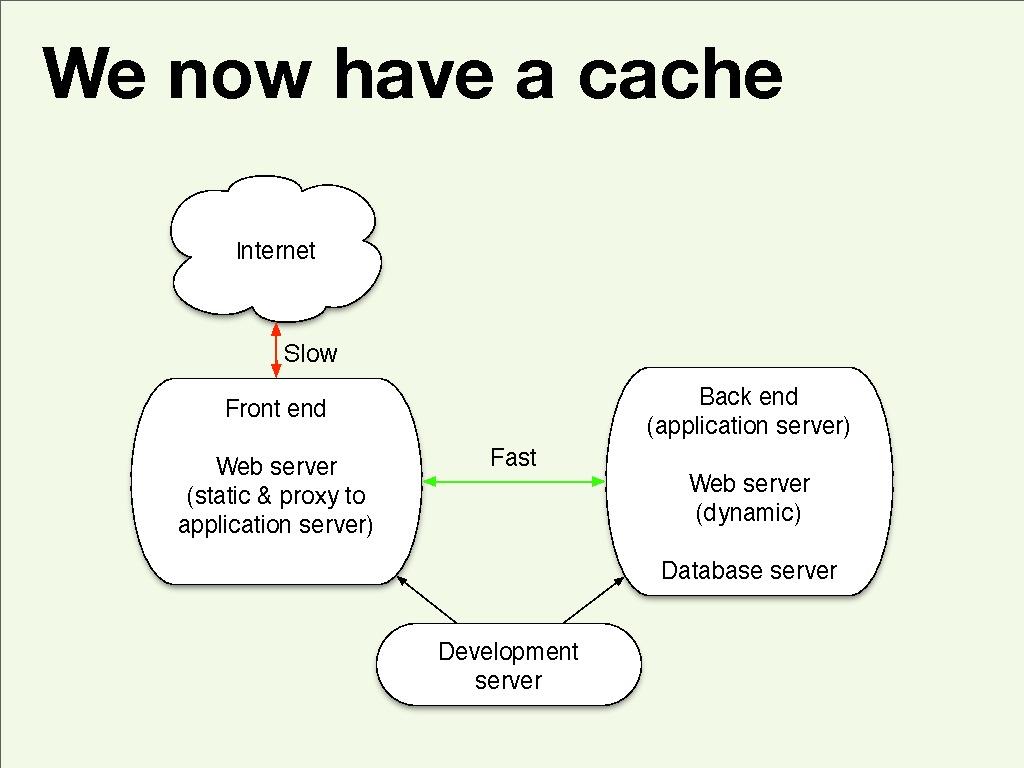 We now have a cache
Internet
Slow
Front end
Web server
(static & proxy to
application server)
Fast
Back end
(application server)
Web server
(dynamic)
Database server
Development
server